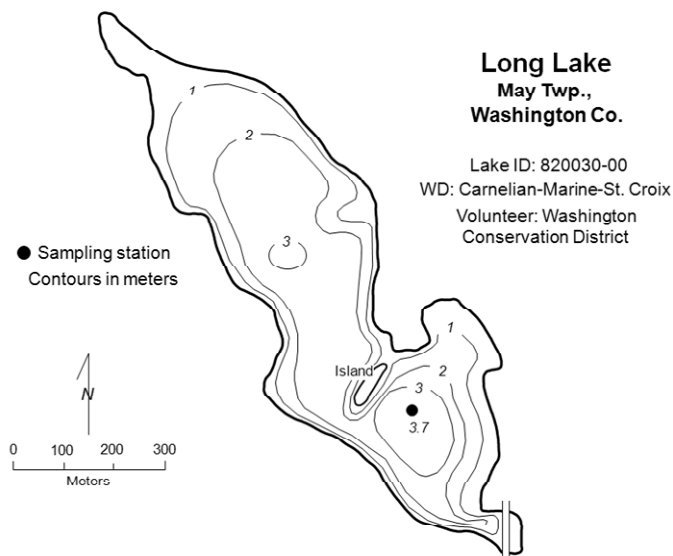 Long Lake
May Twp.,
Washington Co.
Lake ID: 820030-00
WD: Carnelian-Marine-St. Croix
Volunteer: Washington
Conservation District
Sampling station
Contours in meters
1
2
3
Island
1
2
3
3.7
N
0 100 200 300
Motors